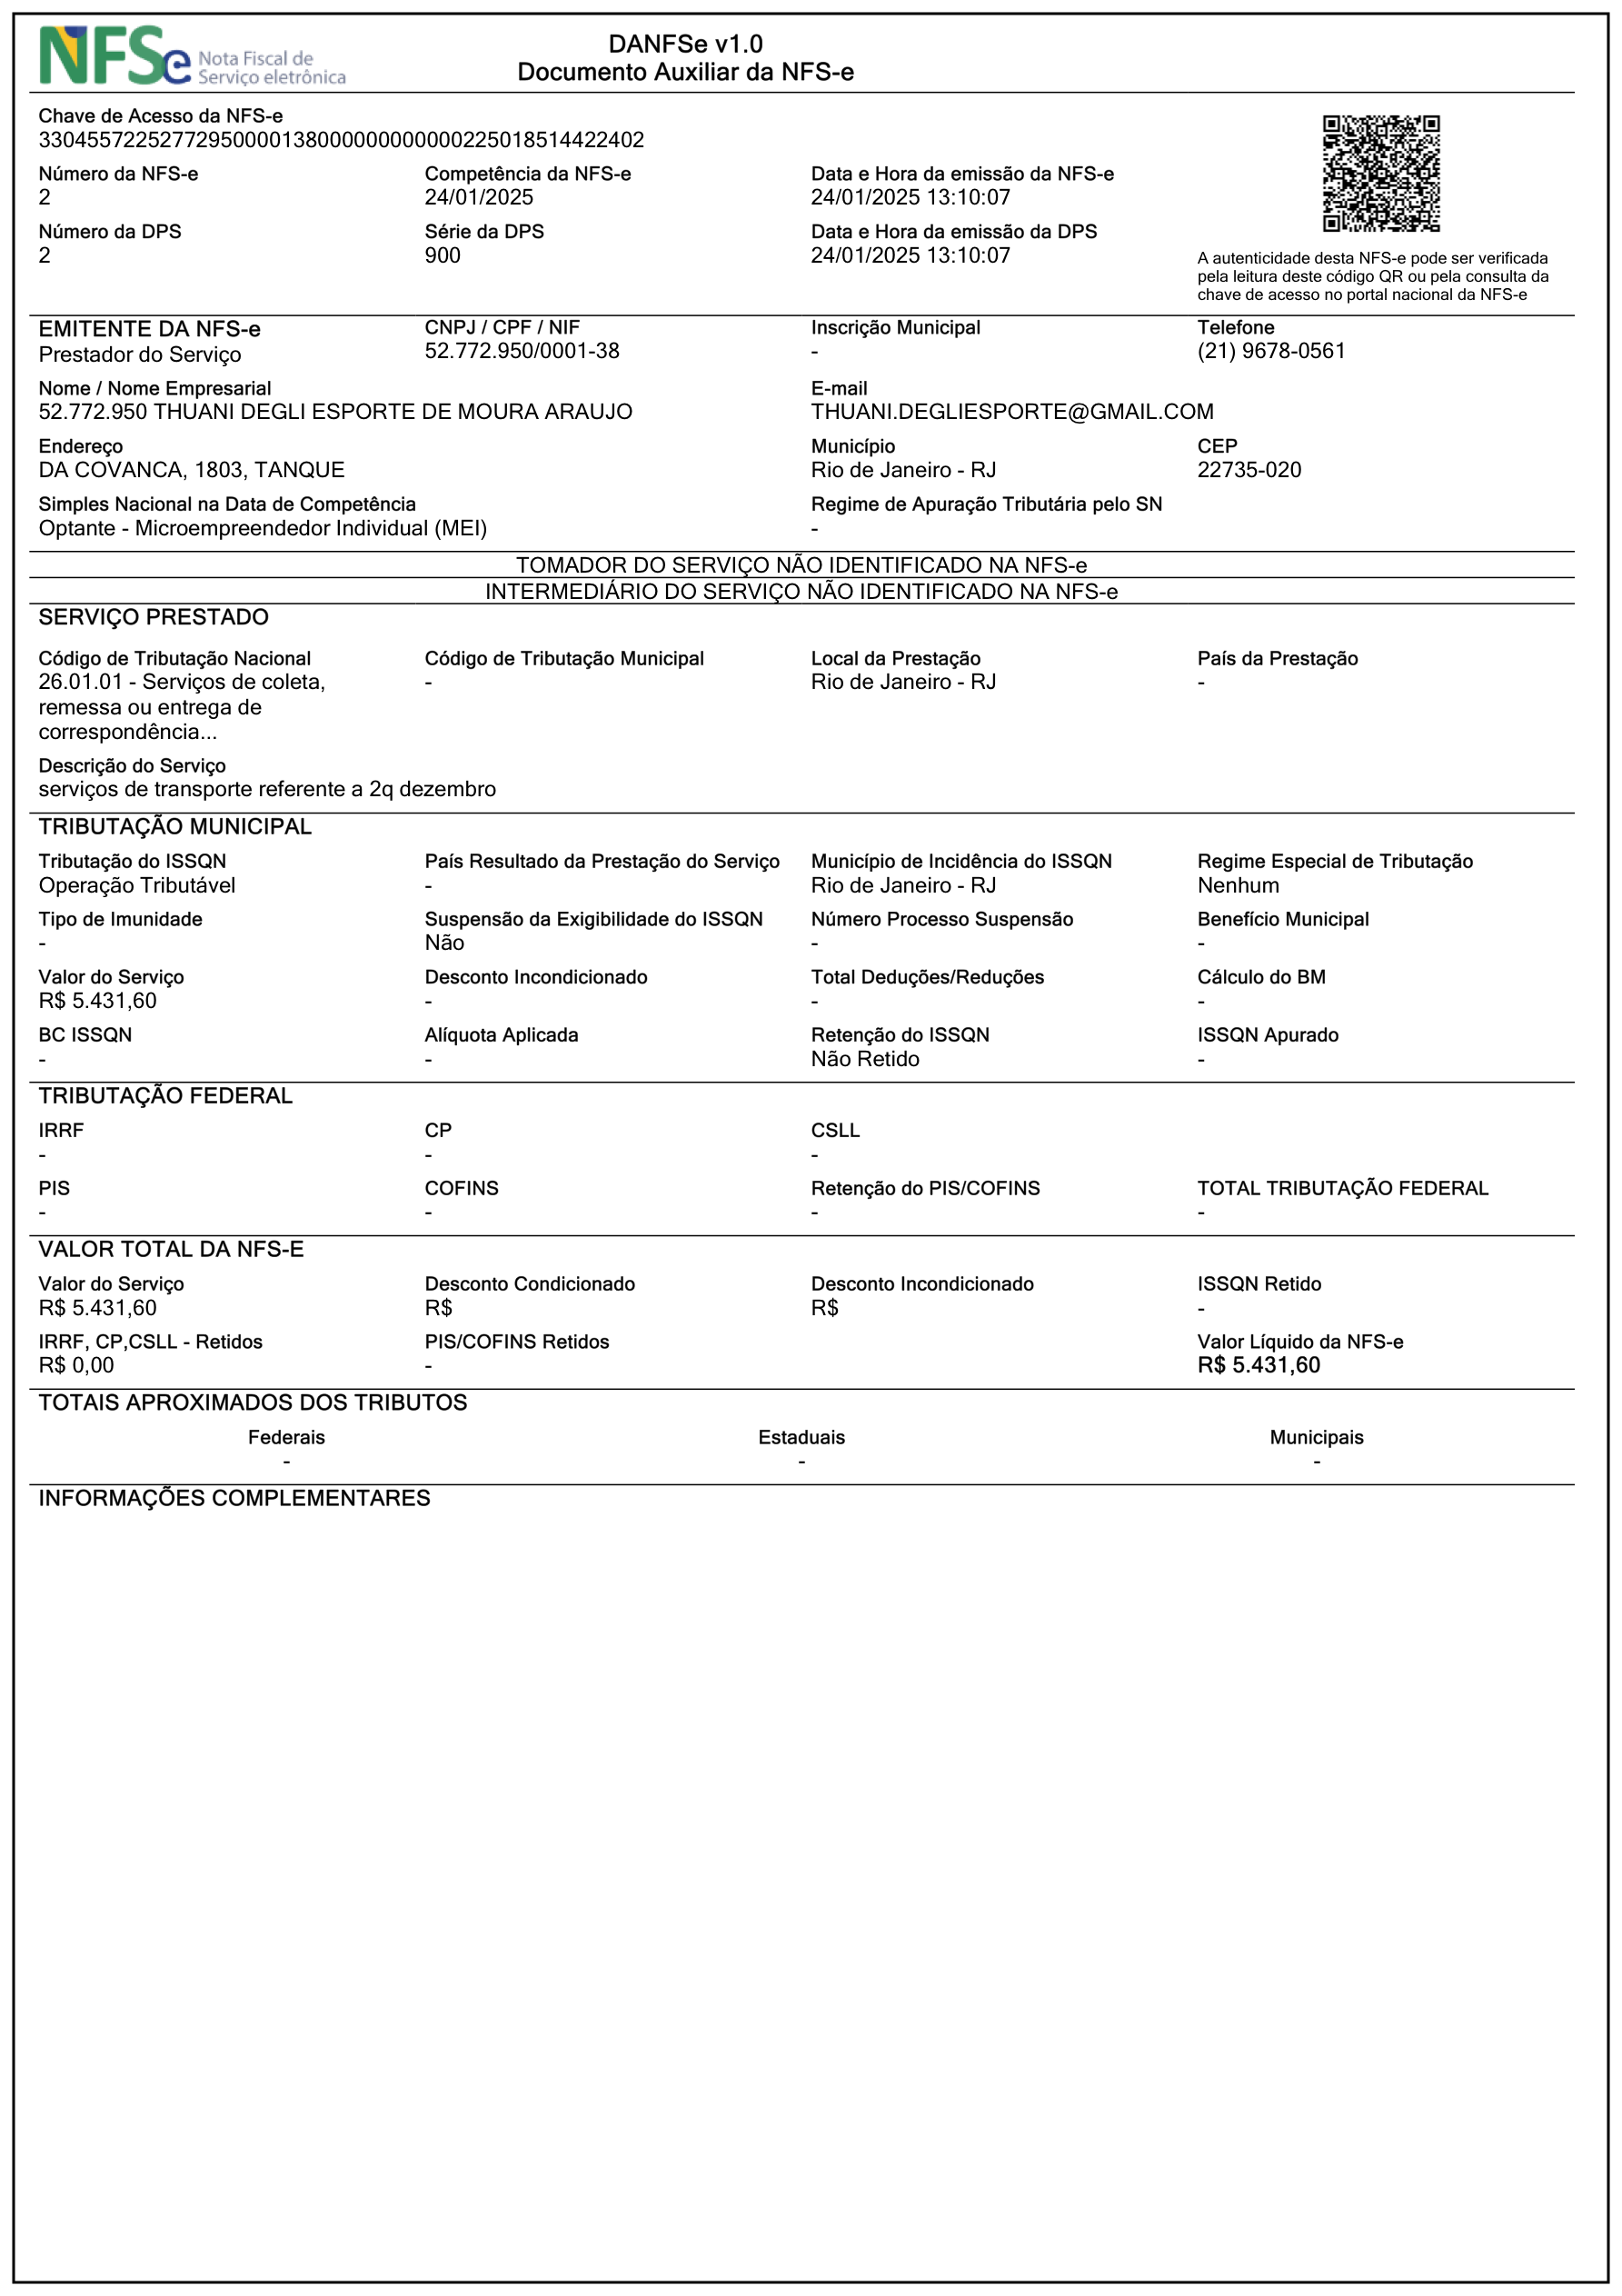 NFSe Nota Fiscal de
Serviço eletrônica
DANFSe v1.0
Documento Auxiliar da NFS-e
Chave de Acesso da NFS-e
33045572252772950000138000000000000225018514422402
Número da NFS-e
2
Competência da NFS-e
24/01/2025
Data e Hora da emissão da NFS-e
24/01/2025 13:10:07
Número da DPS
2
Série da DPS
900
Data e Hora da emissão da DPS
24/01/2025 13:10:07
A autenticidade desta NFS-e pode ser verificada
pela leitura deste código QR ou pela consulta da
chave de acesso no portal nacional da NFS-e
EMITENTE DA NFS-e
Prestador do Serviço
CNPJ / CPF / NIF
52.772.950/0001-38
Inscrição Municipal
-
Telefone
(21) 9678-0561
Nome / Nome Empresarial
52.772.950 THUANI DEGLI ESPORTE DE MOURA ARAUJO
E-mail
THUANI.DEGLIESPORTE@GMAIL.COM
Endereço
DA COVANCA, 1803, TANQUE
Município
Rio de Janeiro - RJ
CEP
22735-020
Simples Nacional na Data de Competência
Optante - Microempreendedor Individual (MEI)
Regime de Apuração Tributária pelo SN
-
TOMADOR DO SERVIÇO NÃO IDENTIFICADO NA NFS-e
INTERMEDIÁRIO DO SERVIÇO NÃO IDENTIFICADO NA NFS-e
SERVIÇO PRESTADO
Código de Tributação Nacional
26.01.01 - Serviços de coleta,
remessa ou entrega de
correspondência...
Código de Tributação Municipal
-
Local da Prestação
Rio de Janeiro - RJ
País da Prestação
-
Descrição do Serviço
serviços de transporte referente a 2q dezembro
TRIBUTAÇÃO MUNICIPAL
Tributação do ISSQN
Operação Tributável
País Resultado da Prestação do Serviço
-
Município de Incidência do ISSQN
Rio de Janeiro - RJ
Regime Especial de Tributação
Nenhum
Tipo de Imunidade
-
Suspensão da Exigibilidade do ISSQN
Não
Número Processo Suspensão
-
Benefício Municipal
-
Valor do Serviço
R$ 5.431,60
Desconto Incondicionado
-
Total Deduções/Reduções
-
Cálculo do BM
-
BC ISSQN
-
Alíquota Aplicada
-
Retenção do ISSQN
Não Retido
ISSQN Apurado
-
TRIBUTAÇÃO FEDERAL
IRRF
-
CP
-
CSLL
-
PIS
-
COFINS
-
Retenção do PIS/COFINS
-
TOTAL TRIBUTAÇÃO FEDERAL
-
VALOR TOTAL DA NFS-E
Valor do Serviço
R$ 5.431,60
Desconto Condicionado
R$
Desconto Incondicionado
R$
ISSQN Retido
-
IRRF, CP,CSLL - Retidos
R$ 0,00
PIS/COFINS Retidos
-
Valor Líquido da NFS-e
R$ 5.431,60
TOTAIS APROXIMADOS DOS TRIBUTOS
Federais
-
Estaduais
-
Municipais
-
INFORMAÇÕES COMPLEMENTARES